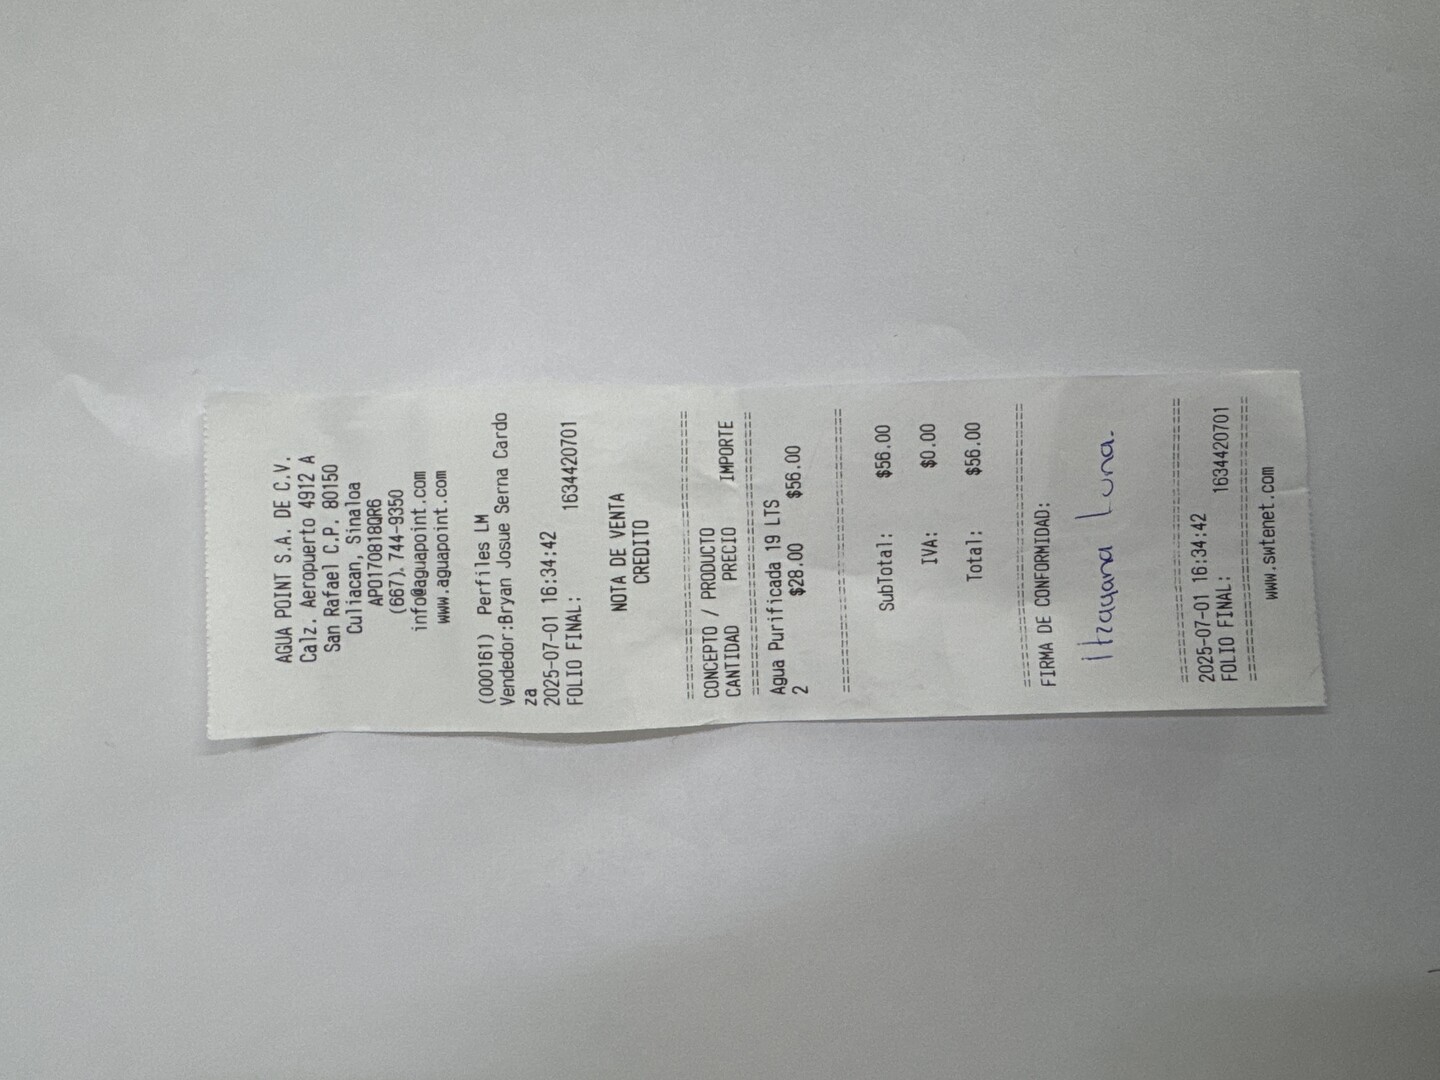 AGUA POINT S.A. DE C.V.
Calz. Aeropuerto 4912 A
San Rafael C.P. 80150
Culiacan, Sinaloa
APO170818QR6
(667). 744-9350
info@aguapoint.com
www.aguapoint.com
(000161) Perfiles LM
Vendedor:Bryan Josue Serna Cardo
za
2025-07-01 16:34:42
FOLIO FINAL: 1634420701
NOTA DE VENTA
CREDITO
================================
CONCEPTO / PRODUCTO
CANTIDAD PRECIO IMPORTE
================================
Agua Purificada 19 LTS
2 $28.00 $56.00
================================
SubTotal: $56.00
IVA: $0.00
Total: $56.00
================================
FIRMA DE CONFORMIDAD:
Itzayana Luna.
================================
2025-07-01 16:34:42
FOLIO FINAL: 1634420701
================================
www.swtenet.com